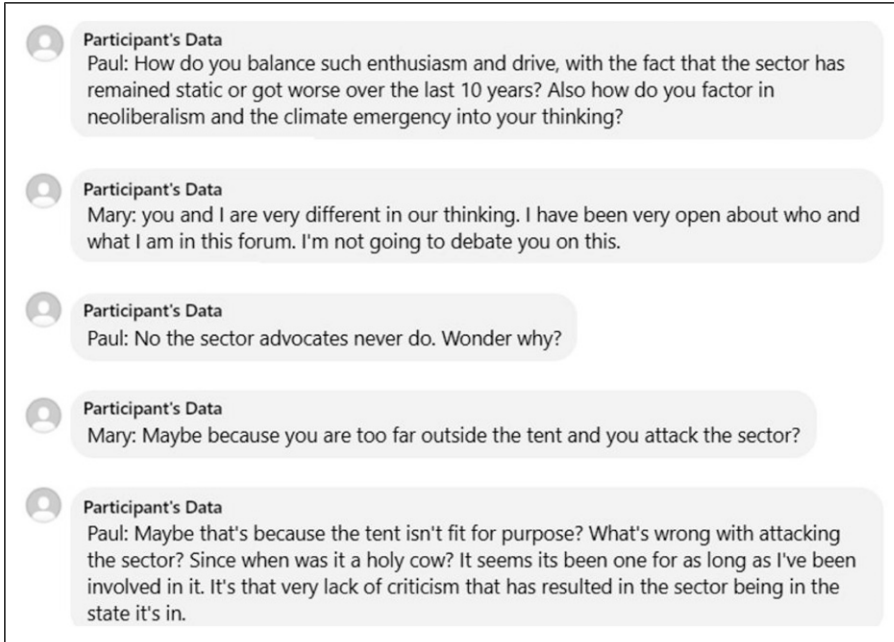 Participant's Data
Paul: How do you balance such enthusiasm and drive, with the fact that the sector has
remained static or got worse over the last 10 years? Also how do you factor in
neoliberalism and the climate emergency into your thinking?
Participant's Data
Mary: you and I are very different in our thinking. I have been very open about who and
what I am in this forum. I'm not going to debate you on this.
Participant's Data
Paul: No the sector advocates never do. Wonder why?
Participant's Data
Mary: Maybe because you are too far outside the tent and you attack the sector?
Participant's Data
Paul: Maybe that's because the tent isn't fit for purpose? What's wrong with attacking
the sector? Since when was it a holy cow? It seems its been one for as long as I've been
involved in it. It's that very lack of criticism that has resulted in the sector being in the
state it's in.